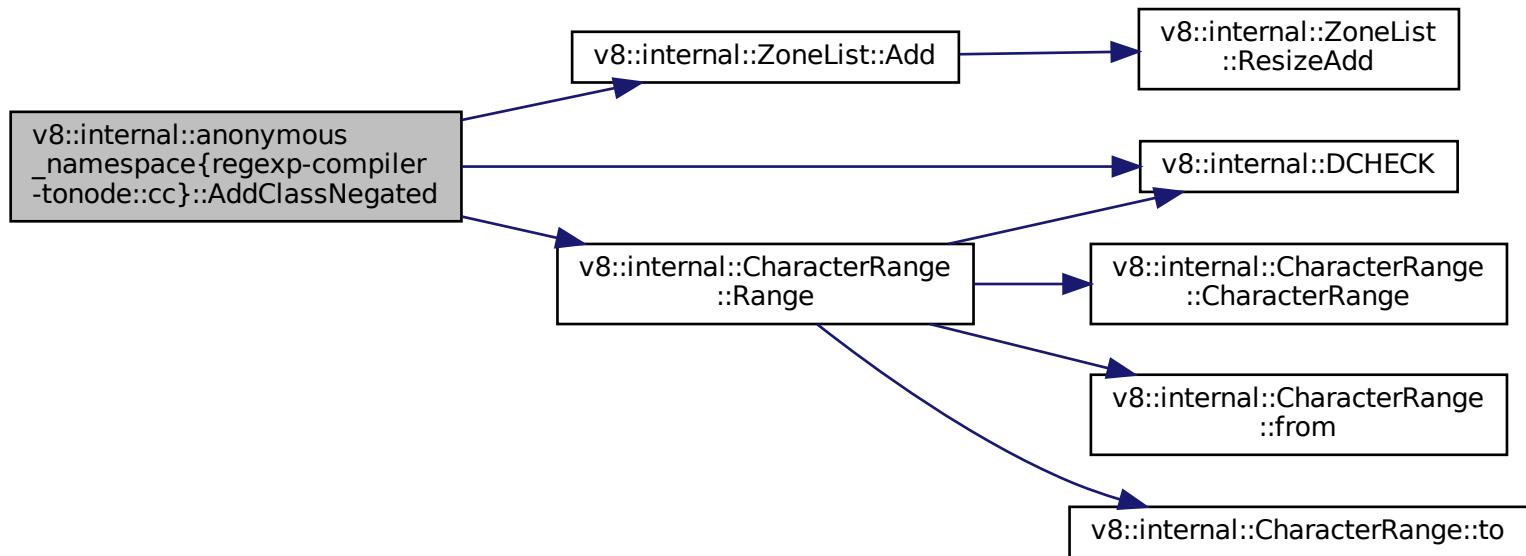 v8::internal::ZoneList::Add
v8::internal::ZoneList
::ResizeAdd
v8::internal::anonymous
_namespace{regexp-compiler
-tonode::cc}::AddClassNegated
v8::internal::DCHECK
v8::internal::CharacterRange
::Range
v8::internal::CharacterRange
::CharacterRange
v8::internal::CharacterRange
::from
v8::internal::CharacterRange::to